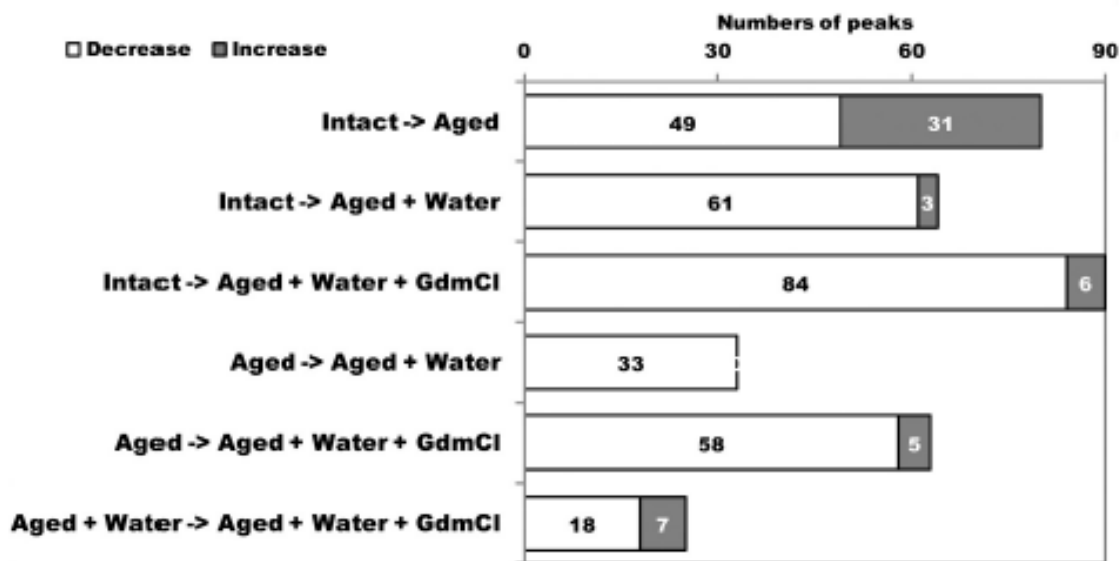 Numbers of peaks
Decrease Increase 0 30 60 90
Intact -> Aged 49 31
Intact -> Aged + Water 61 3
Intact -> Aged + Water + GdmCl 84 6
Aged -> Aged + Water 33
Aged -> Aged + Water + GdmCl 58 5
Aged + Water -> Aged + Water + GdmCl 18 7